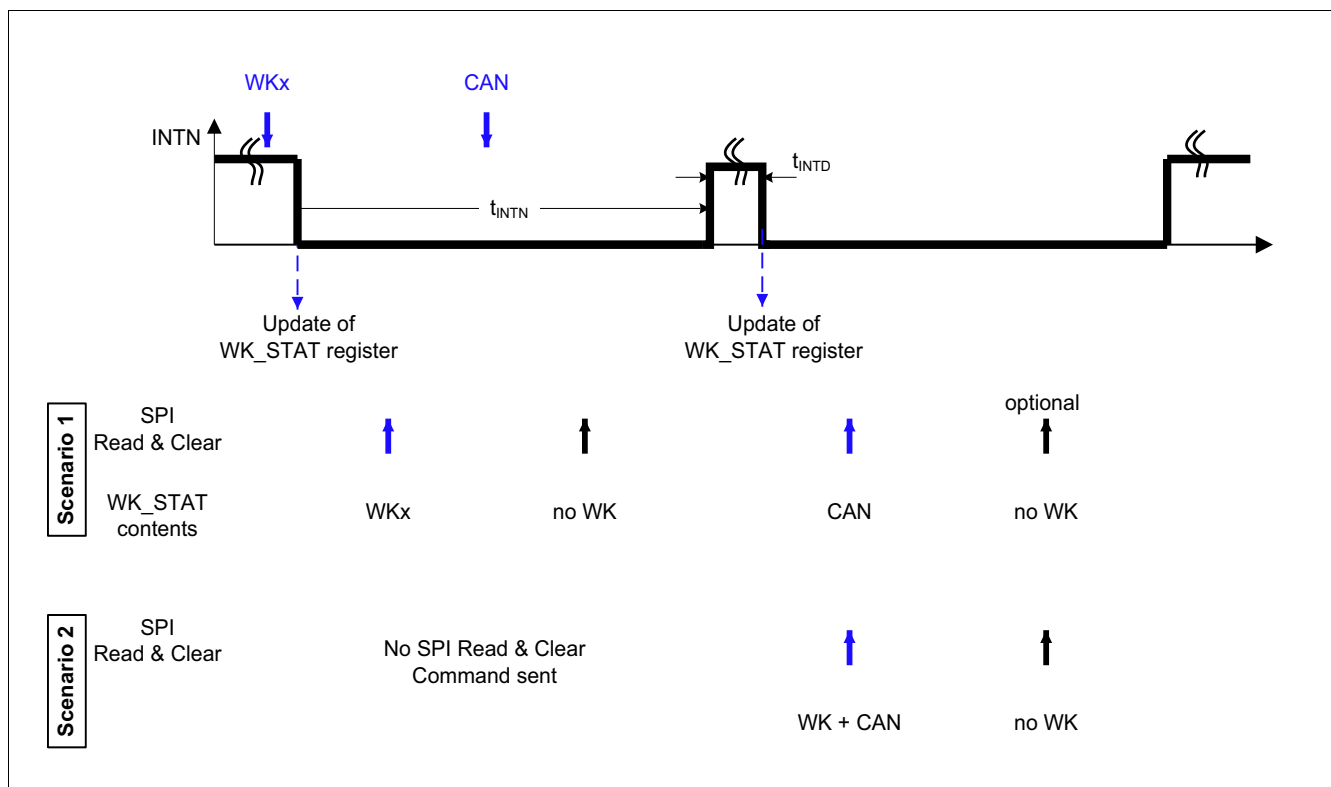 WKx
CAN
INTN
tINTD
tINTN
Update of
WK_STAT register
Update of
WK_STAT register
Scenario 1
SPI
Read & Clear
optional
WK_STAT
contents
WKx
no WK
CAN
no WK
Scenario 2
SPI
Read & Clear
No SPI Read & Clear
Command sent
WK + CAN
no WK